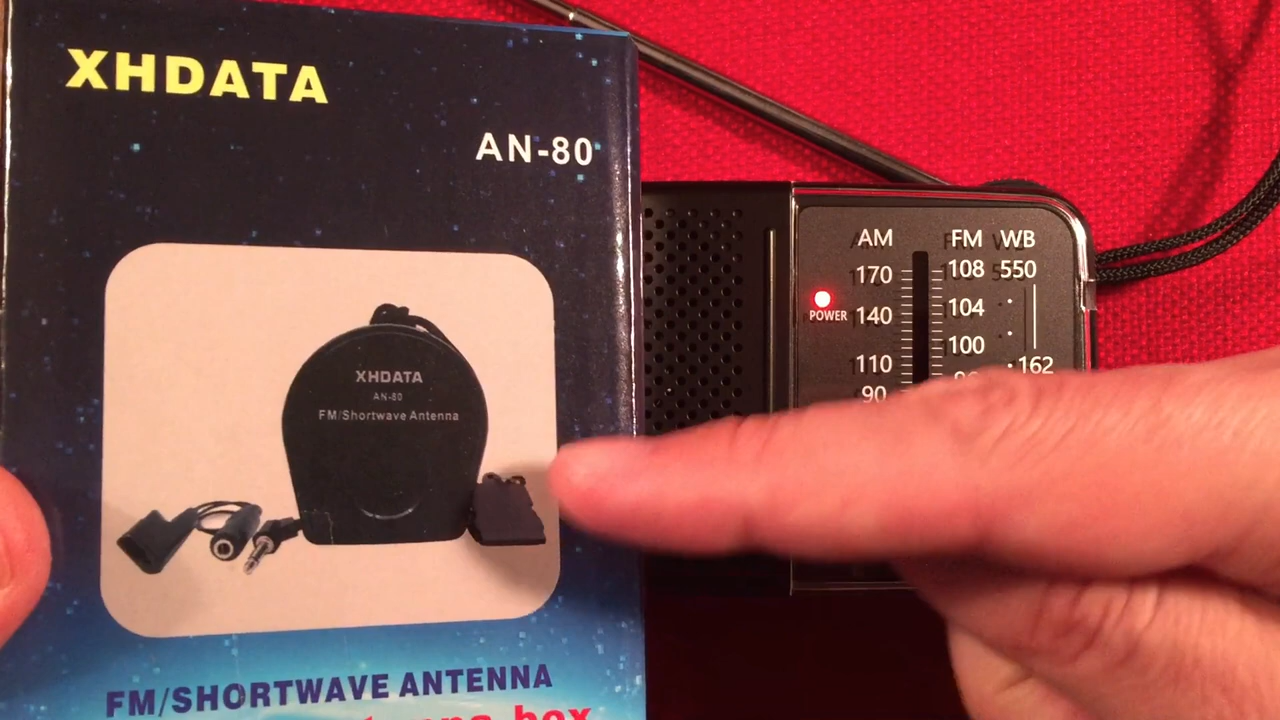 XHDATA
AN-80
XHDATA
AN-80
FM/Shortwave Antenna
FM/SHORTWAVE ANTENNA
box
AM FM WB
170 108 550
POWER
140 104
100
110 162
90